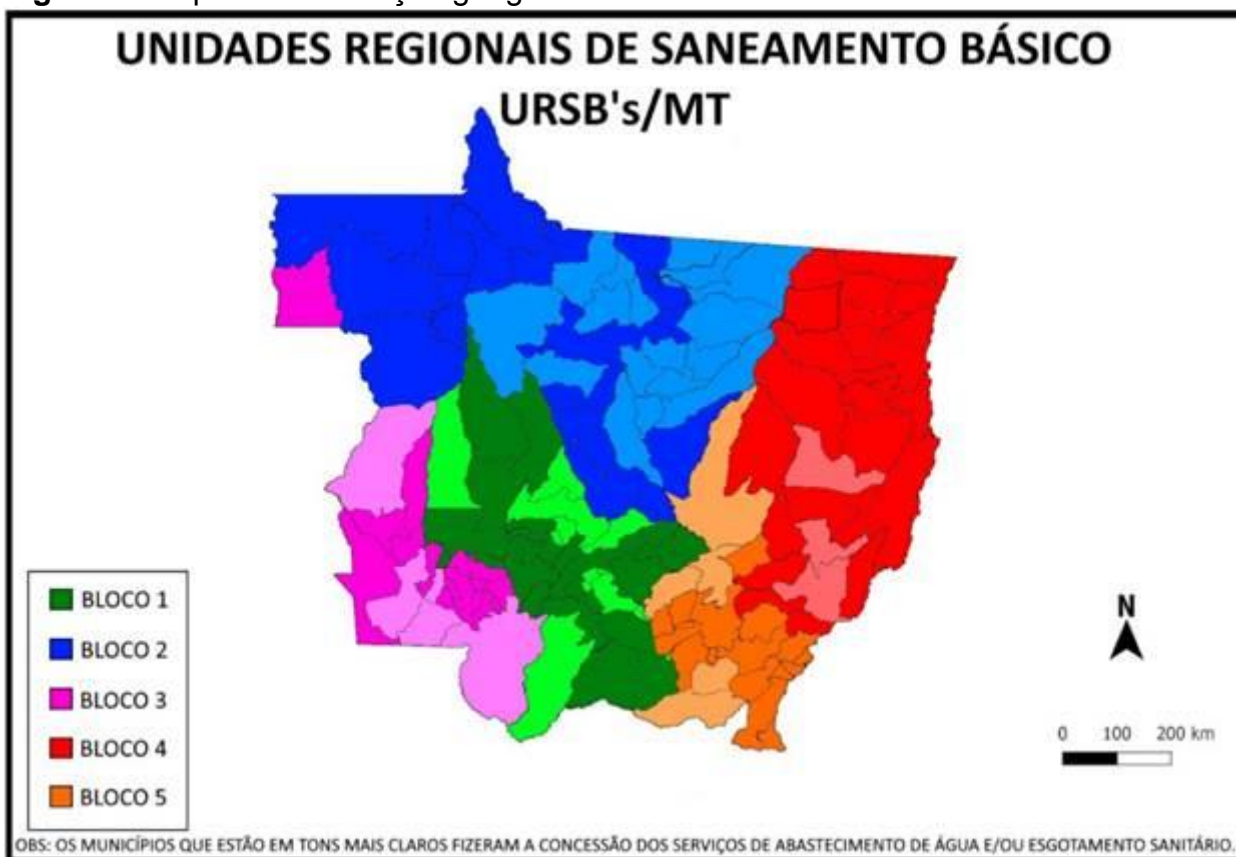 UNIDADES REGIONAIS DE SANEAMENTO BÁSICO
URSB's/MT
BLOCO 1
BLOCO 2
BLOCO 3
BLOCO 4
BLOCO 5
N
0 100 200 km
OBS: OS MUNICÍPIOS QUE ESTÃO EM TONS MAIS CLAROS FIZERAM A CONCESSÃO DOS SERVIÇOS DE ABASTECIMENTO DE ÁGUA E/OU ESGOTAMENTO SANITÁRIO.